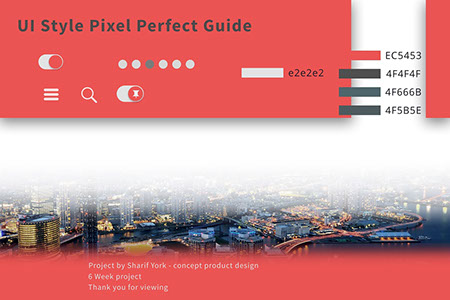 UI Style Pixel Perfect Guide
e2e2e2
EC5453
4F4F4F
4F666B
4F5B5E
Project by Sharif York - concept product design
6 Week project
Thank you for viewing